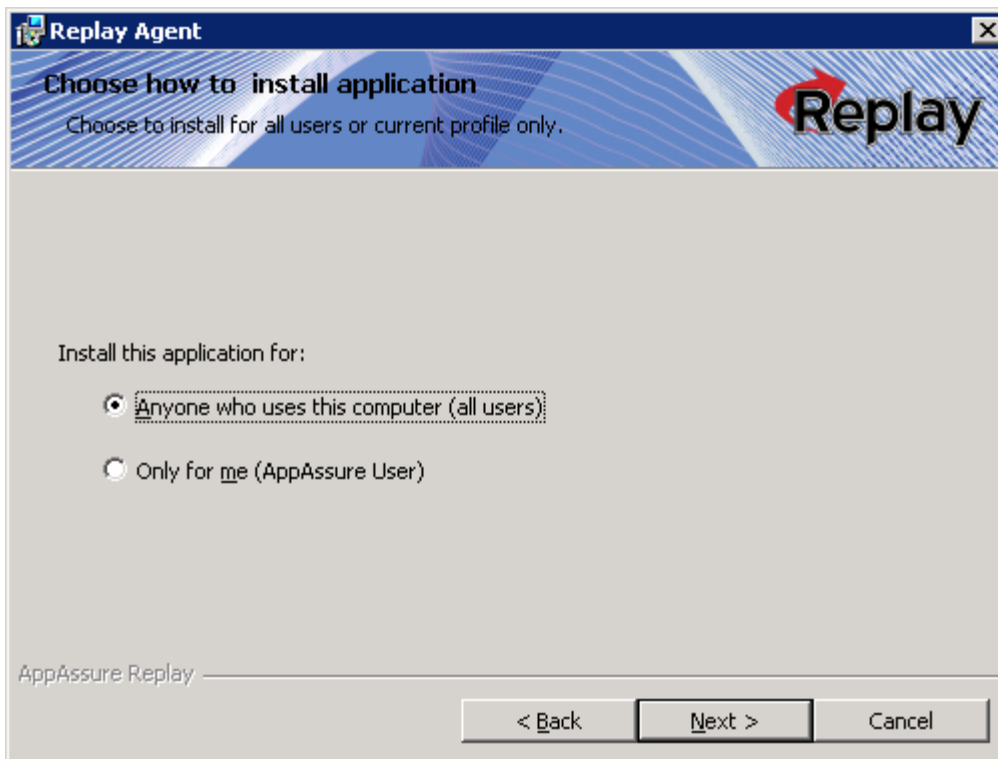 Replay Agent
Choose how to install application
Choose to install for all users or current profile only.
Replay
Install this application for:
Anyone who uses this computer (all users)
Only for me (AppAssure User)
AppAssure Replay
< Back
Next >
Cancel